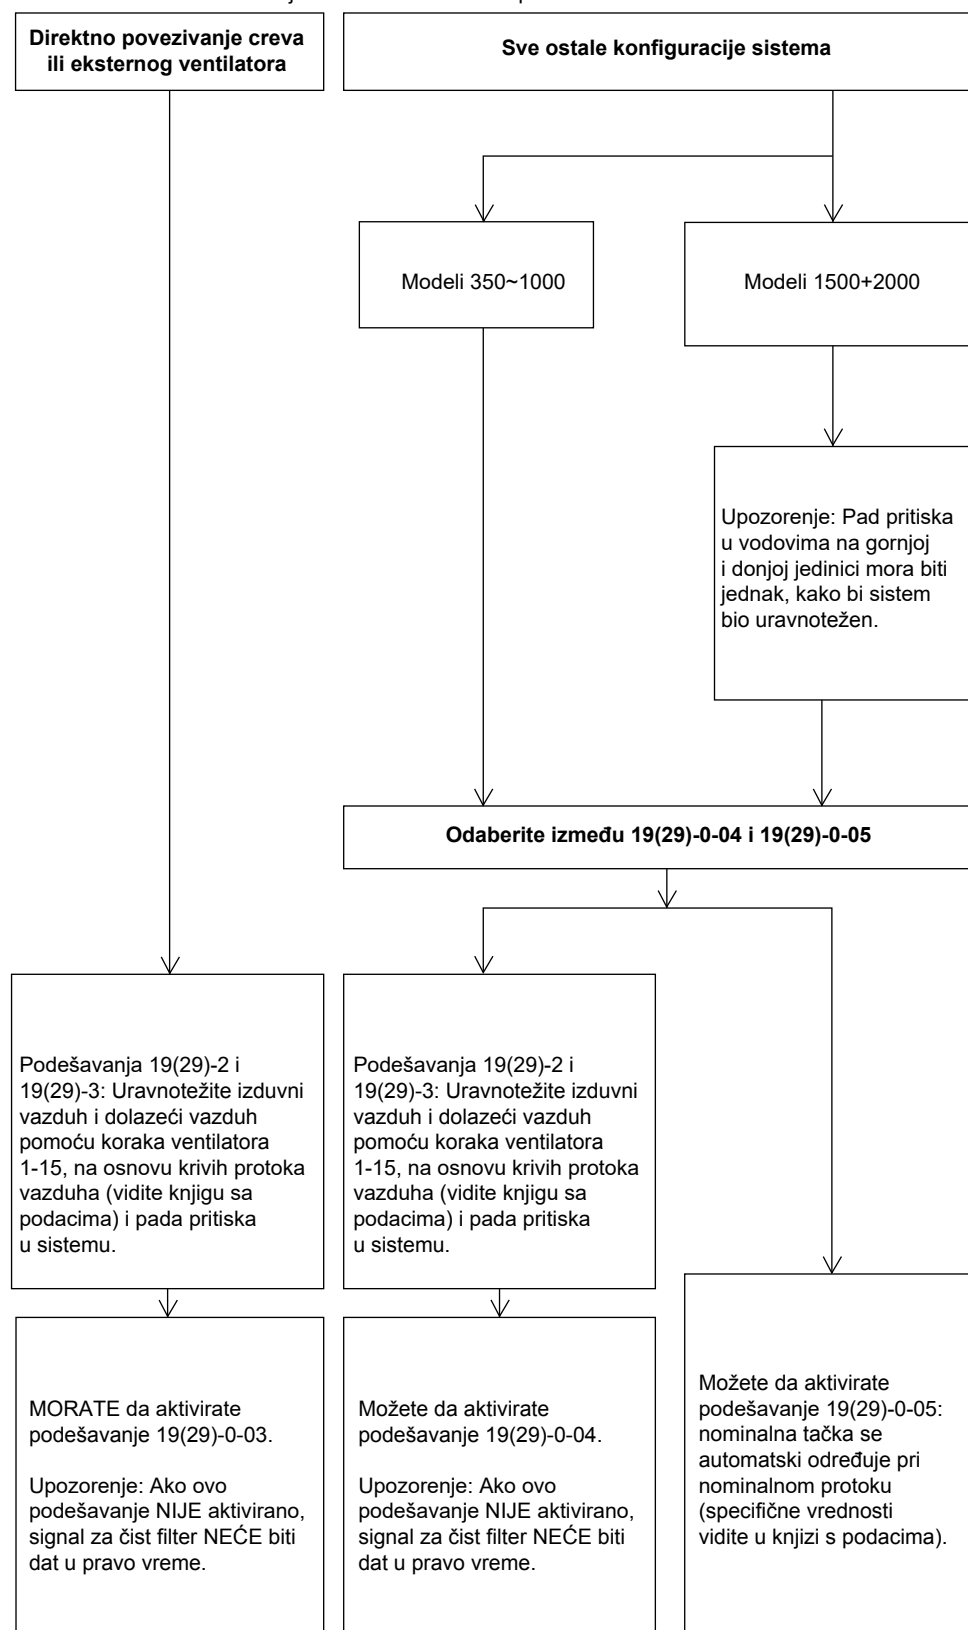 Direktno povezivanje creva
ili eksternog ventilatora
Sve ostale konfiguracije sistema
Modeli 350~1000
Modeli 1500+2000
Upozorenje: Pad pritiska
u vodovima na gornjoj
i donjoj jedinici mora biti
jednak, kako bi sistem
bio uravnotežen.
Odaberite između 19(29)-0-04 i 19(29)-0-05
Podešavanja 19(29)-2 i
19(29)-3: Uravnotežite izduvni
vazduh i dolazeći vazduh
pomoću koraka ventilatora
1-15, na osnovu krivih protoka
vazduha (vidite knjigu sa
podacima) i pada pritiska
u sistemu.
Podešavanja 19(29)-2 i
19(29)-3: Uravnotežite izduvni
vazduh i dolazeći vazduh
pomoću koraka ventilatora
1-15, na osnovu krivih protoka
vazduha (vidite knjigu sa
podacima) i pada pritiska
u sistemu.
MORATE da aktivirate
podešavanje 19(29)-0-03.
Upozorenje: Ako ovo
podešavanje NIJE aktivirano,
signal za čist filter NEĆE biti
dat u pravo vreme.
Možete da aktivirate
podešavanje 19(29)-0-04.
Upozorenje: Ako ovo
podešavanje NIJE aktivirano,
signal za čist filter NEĆE biti
dat u pravo vreme.
Možete da aktivirate
podešavanje 19(29)-0-05:
nominalna tačka se
automatski određuje pri
nominalnom protoku
(specifične vrednosti
vidite u knjizi s podacima).